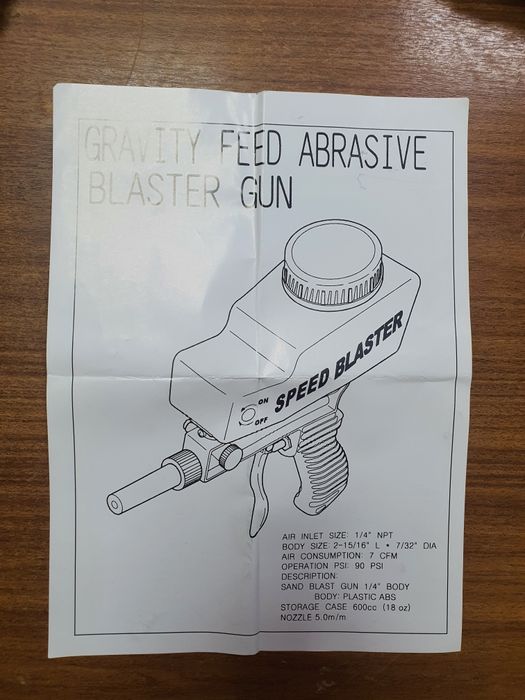 GRAVITY FEED ABRASIVE
BLASTER GUN
SPEED BLASTER
ON
OFF
AIR INLET SIZE: 1/4" NPT
BODY SIZE: 2-15/16" L * 7/32" DIA
AIR CONSUMPTION: 7 CFM
OPERATION PSI: 90 PSI
DESCRIPTION:
SAND BLAST GUN 1/4" BODY
BODY: PLASTIC ABS
STORAGE CASE 600cc (18 oz)
NOZZLE 5.0m/m